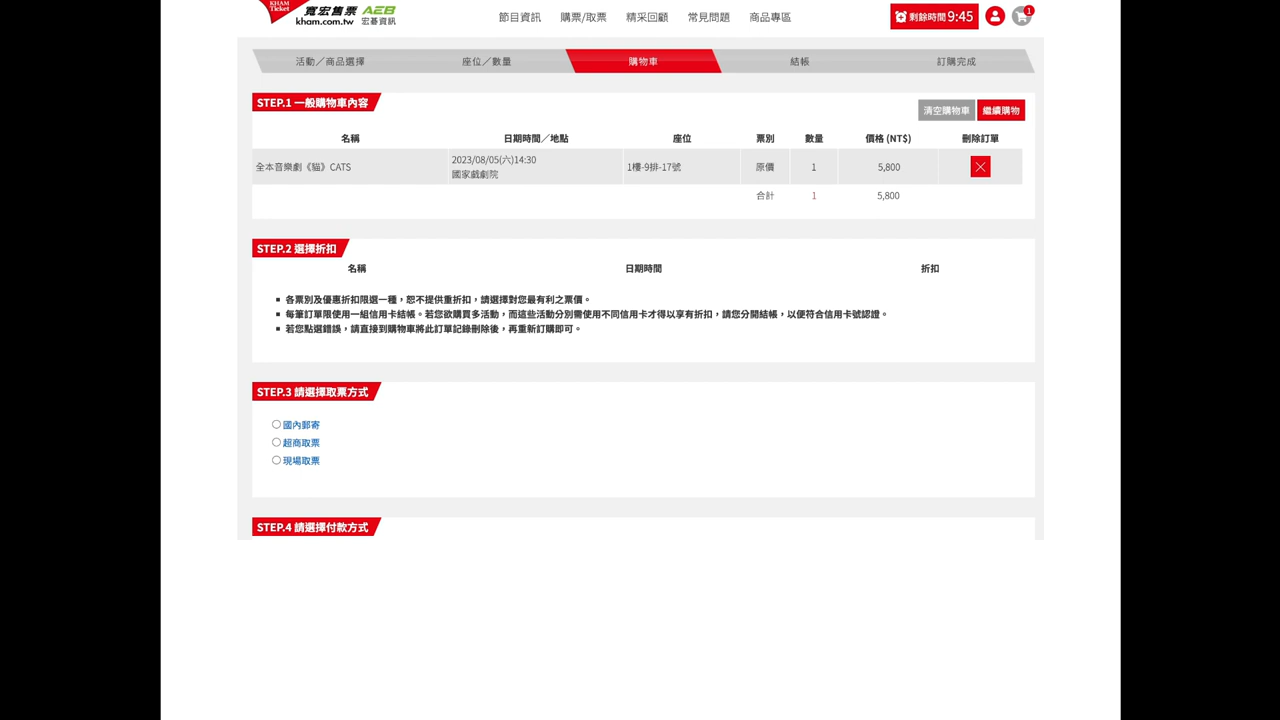 KHAM
Ticket
寬宏售票
kham.com.tw
AEB
宏碁資訊
節目資訊 購票/取票 精采回顧 常見問題 商品專區
剩餘時間 9:45
1
活動／商品選擇 座位／數量 購物車 結帳 訂購完成
STEP.1 一般購物車內容
清空購物車 繼續購物
名稱 日期時間／地點 座位 票別 數量 價格 (NT$) 刪除訂單
全本音樂劇《貓》CATS 2023/08/05(六)14:30 國家戲劇院 1樓-9排-17號 原價 1 5,800
合計 1 5,800
STEP.2 選擇折扣
名稱 日期時間 折扣
各票別及優惠折扣限選一種，恕不提供重折扣，請選擇對您最有利之票價。
每筆訂單限使用一組信用卡結帳。若您欲購買多活動，而這些活動分別需使用不同信用卡才得以享有折扣，請您分開結帳，以便符合信用卡號認證。
若您點選錯誤，請直接到購物車將此訂單記錄刪除後，再重新訂購即可。
STEP.3 請選擇取票方式
國內郵寄
超商取票
現場取票
STEP.4 請選擇付款方式